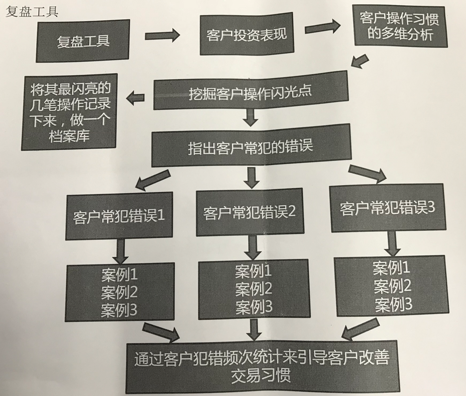 复盘工具
复盘工具
客户投资表现
客户操作习惯
的多维分析
将其最闪亮的
几笔操作记录
下来，做一个
档案库
挖掘客户操作闪光点
指出客户常犯的错误
客户常犯错误1
客户常犯错误2
客户常犯错误3
案例1
案例2
案例3
案例1
案例2
案例3
案例1
案例2
案例3
通过客户犯错频次统计来引导客户改善
交易习惯